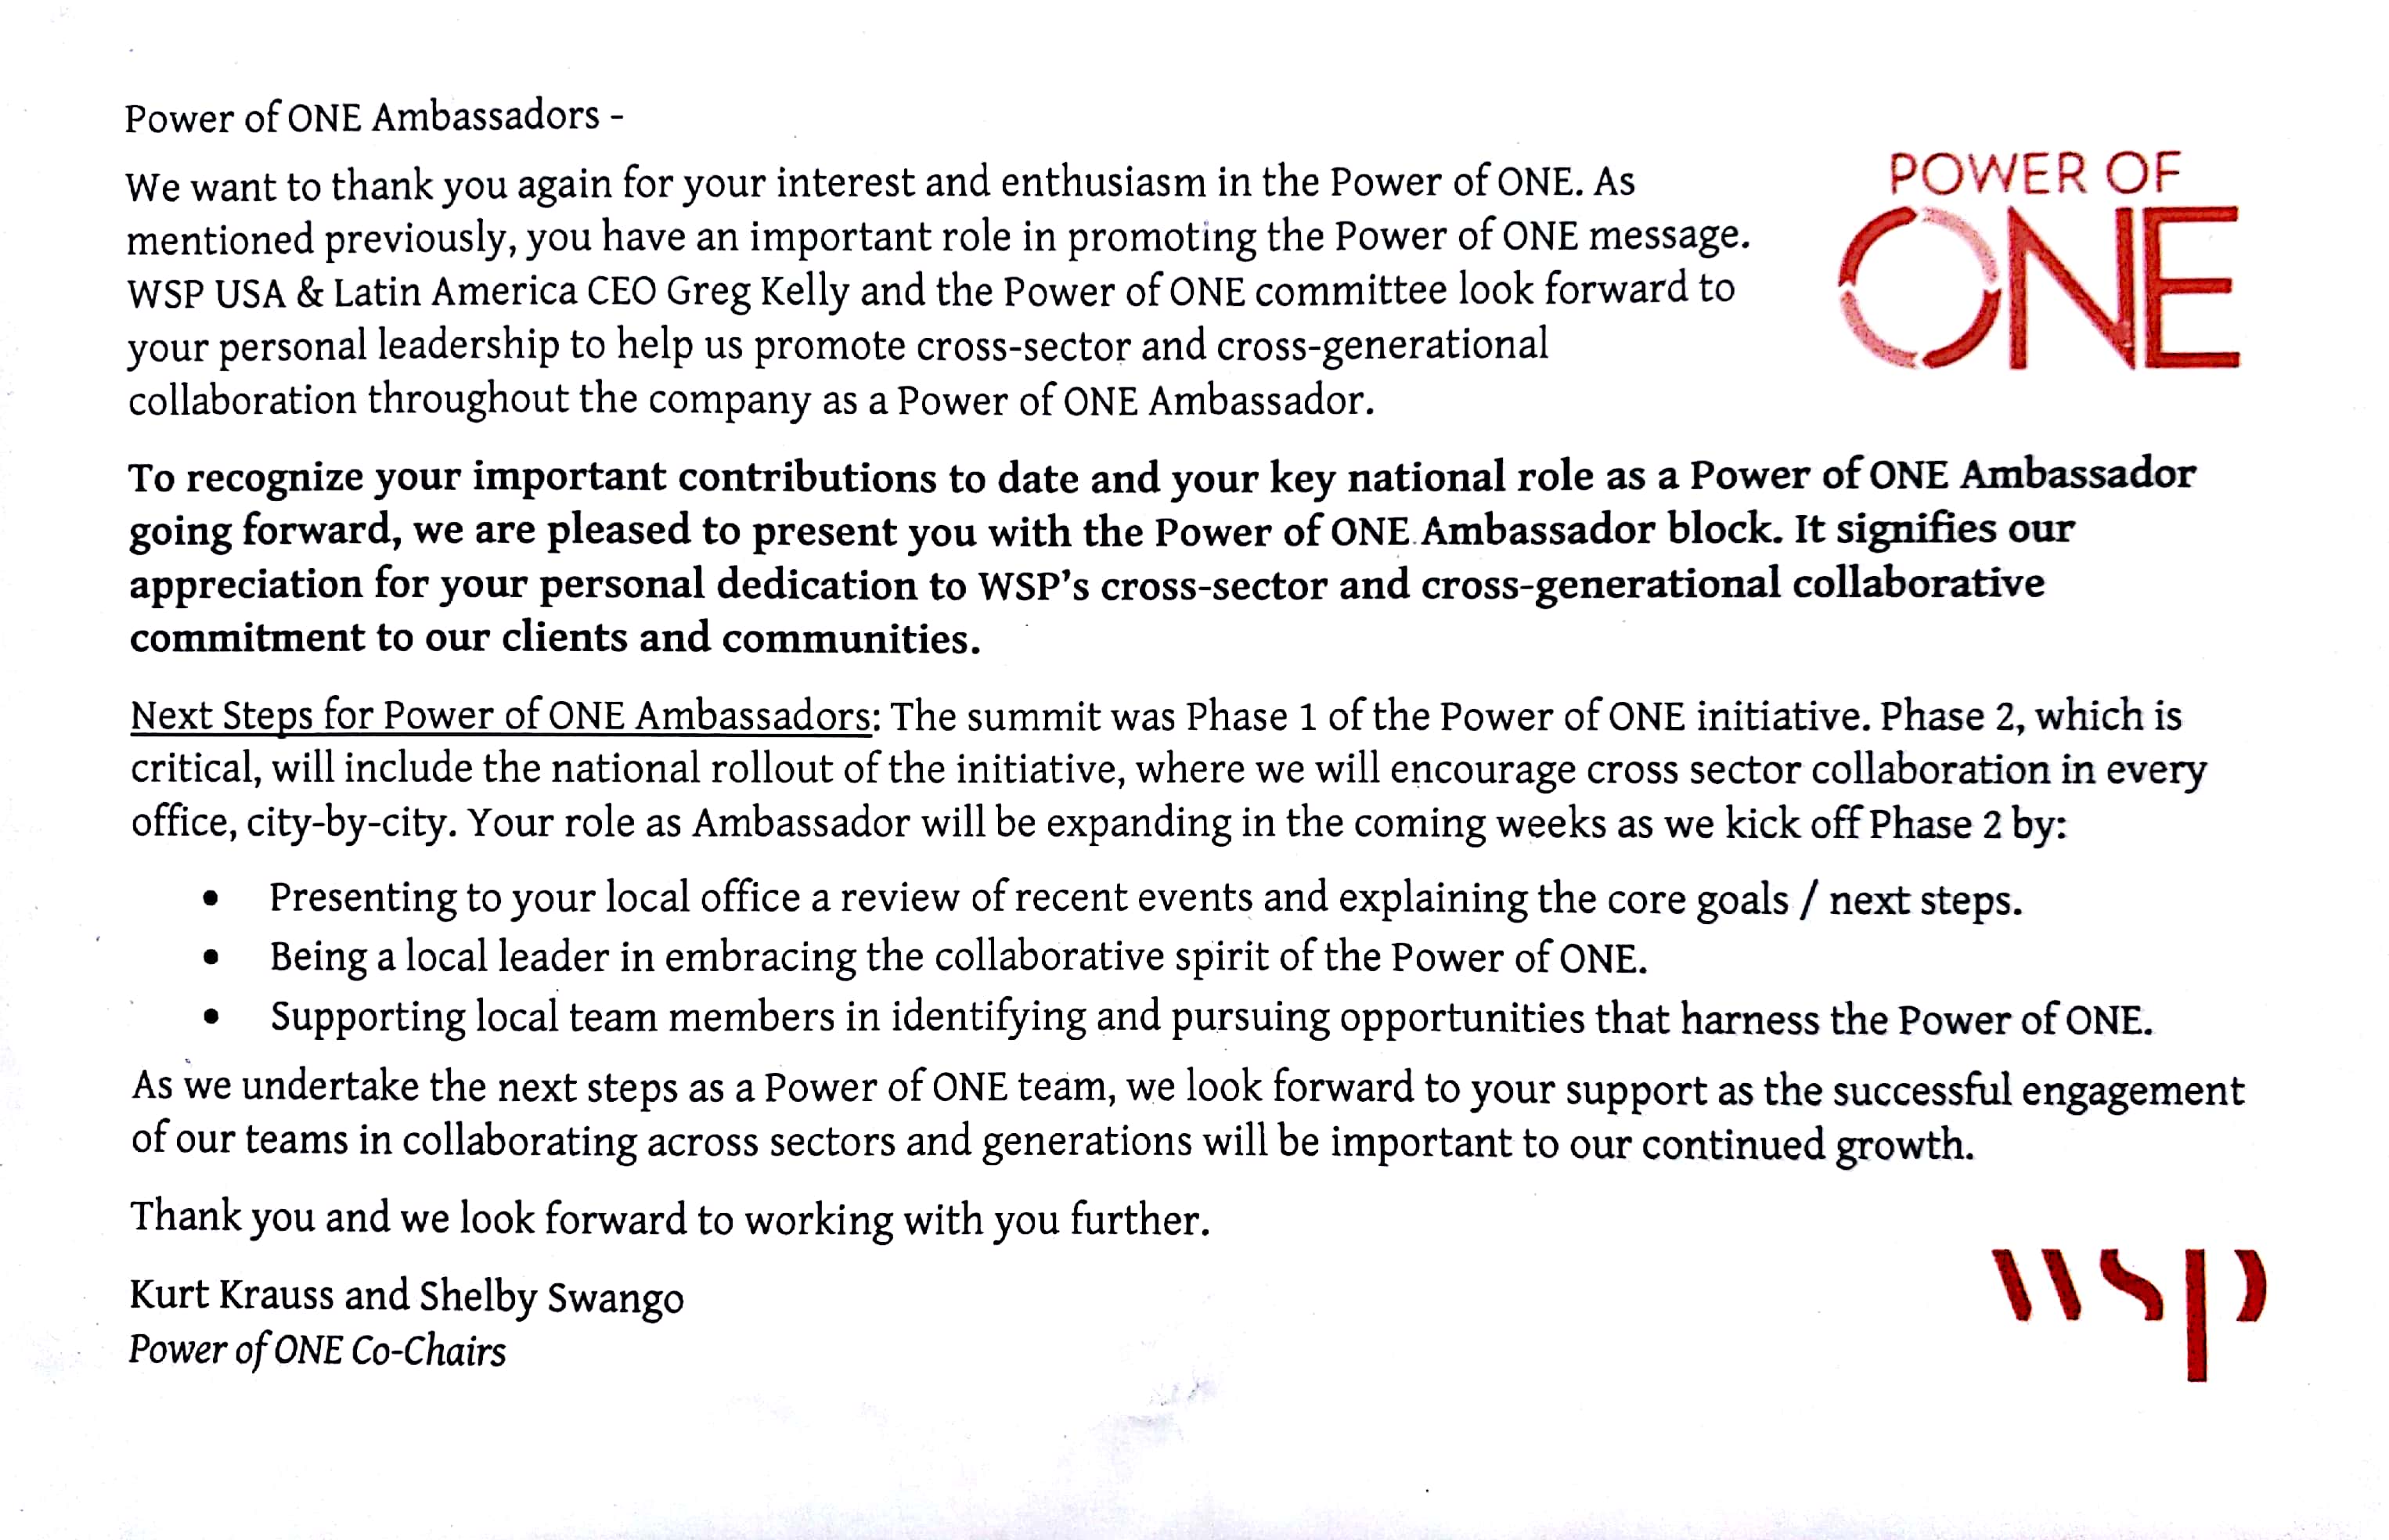 Power of ONE Ambassadors -
We want to thank you again for your interest and enthusiasm in the Power of ONE. As
mentioned previously, you have an important role in promoting the Power of ONE message.
WSP USA & Latin America CEO Greg Kelly and the Power of ONE committee look forward to
your personal leadership to help us promote cross-sector and cross-generational
collaboration throughout the company as a Power of ONE Ambassador.
POWER OF
ONE
To recognize your important contributions to date and your key national role as a Power of ONE Ambassador
going forward, we are pleased to present you with the Power of ONE Ambassador block. It signifies our
appreciation for your personal dedication to WSP's cross-sector and cross-generational collaborative
commitment to our clients and communities.
Next Steps for Power of ONE Ambassadors: The summit was Phase 1 of the Power of ONE initiative. Phase 2, which is
critical, will include the national rollout of the initiative, where we will encourage cross sector collaboration in every
office, city-by-city. Your role as Ambassador will be expanding in the coming weeks as we kick off Phase 2 by:
• Presenting to your local office a review of recent events and explaining the core goals / next steps.
• Being a local leader in embracing the collaborative spirit of the Power of ONE.
• Supporting local team members in identifying and pursuing opportunities that harness the Power of ONE.
As we undertake the next steps as a Power of ONE team, we look forward to your support as the successful engagement
of our teams in collaborating across sectors and generations will be important to our continued growth.
Thank you and we look forward to working with you further.
Kurt Krauss and Shelby Swango
Power of ONE Co-Chairs
wsp